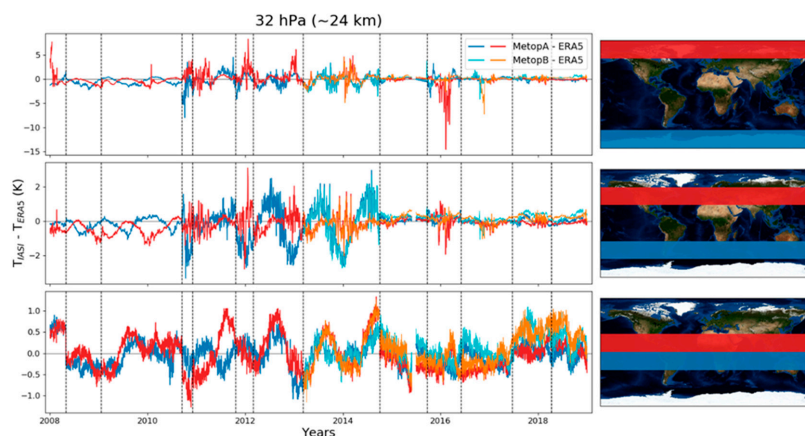 32 hPa (~24 km)
MetopA - ERA5
MetopB - ERA5
5
0
−5
−10
−15
T_IASI - T_ERA5 (K)
2
0
−2
1.0
0.5
0.0
−0.5
−1.0
2008 2010 2012 2014 2016 2018
Years